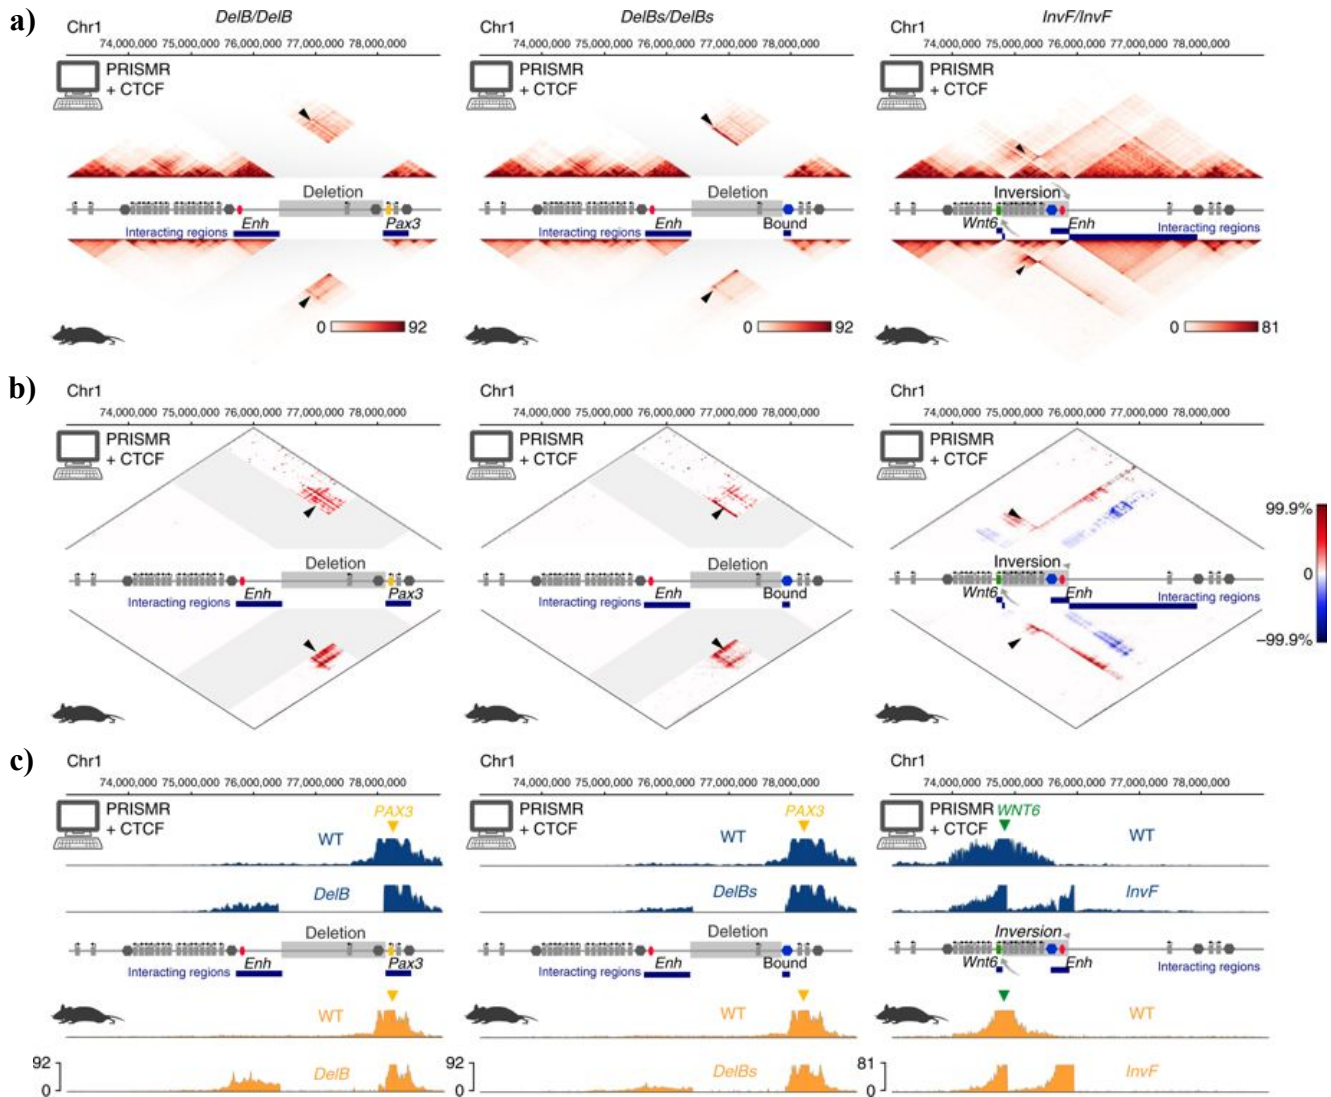 a)
DelB/DelB
DelBs/DelBs
InvF/InvF
Chr1
Chr1
Chr1
74,000,000 75,000,000 76,000,000 77,000,000 78,000,000
74,000,000 75,000,000 76,000,000 77,000,000 78,000,000
74,000,000 75,000,000 76,000,000 77,000,000 78,000,000
PRISMR
+ CTCF
PRISMR
+ CTCF
PRISMR
+ CTCF
Deletion
Deletion
Inversion
Interacting regions
Enh
Pax3
Interacting regions
Enh
Bound
Wnt6
Enh
Interacting regions
0 92
0 92
0 81
b)
Chr1
Chr1
Chr1
74,000,000 75,000,000 76,000,000 77,000,000 78,000,000
74,000,000 75,000,000 76,000,000 77,000,000 78,000,000
74,000,000 75,000,000 76,000,000 77,000,000 78,000,000
PRISMR
+ CTCF
PRISMR
+ CTCF
PRISMR
+ CTCF
99.9%
0
−99.9%
Deletion
Deletion
Inversion
Interacting regions
Enh
Pax3
Interacting regions
Enh
Bound
Wnt6
Enh
Interacting regions
c)
Chr1
Chr1
Chr1
74,000,000 75,000,000 76,000,000 77,000,000 78,000,000
74,000,000 75,000,000 76,000,000 77,000,000 78,000,000
74,000,000 75,000,000 76,000,000 77,000,000 78,000,000
PRISMR
+ CTCF
PAX3
WT
PRISMR
+ CTCF
PAX3
WT
PRISMR
+ CTCF
WNT6
WT
DelB
DelBs
InvF
Deletion
Deletion
Inversion
Interacting regions
Enh
Pax3
Interacting regions
Enh
Bound
Wnt6
Enh
Interacting regions
WT
WT
WT
92
0
DelB
92
0
DelBs
81
0
InvF